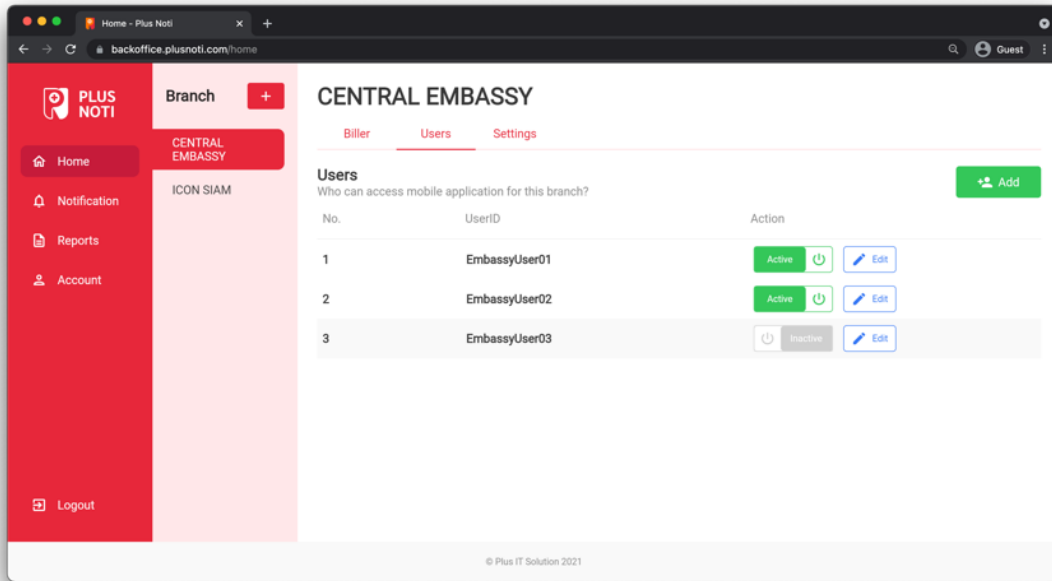 Home - Plus Noti
backoffice.plusnoti.com/home
Guest
PLUS
NOTI
Home
Notification
Reports
Account
Logout
Branch
+
CENTRAL
EMBASSY
ICON SIAM
CENTRAL EMBASSY
Biller Users Settings
Users
Who can access mobile application for this branch?
Add
No. UserID Action
1 EmbassyUser01 Active Edit
2 EmbassyUser02 Active Edit
3 EmbassyUser03 Inactive Edit
© Plus IT Solution 2021